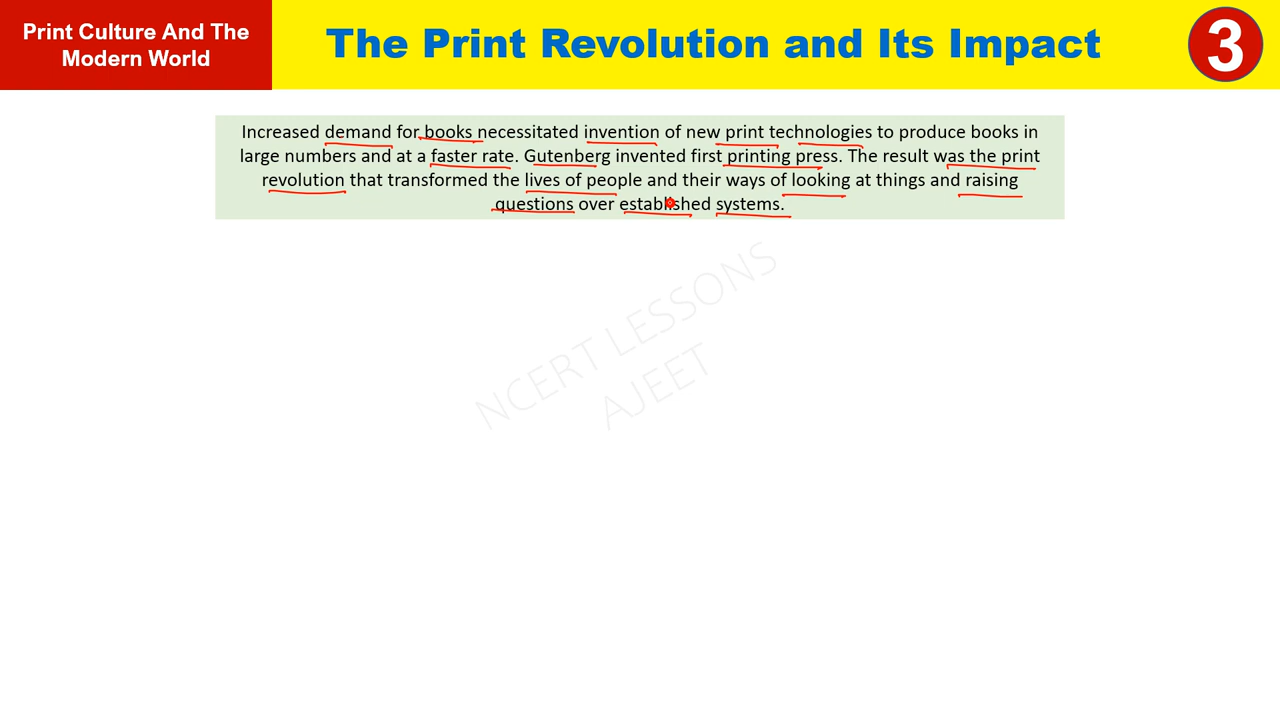 Print Culture And The
Modern World
The Print Revolution and Its Impact
3
Increased demand for books necessitated invention of new print technologies to produce books in
large numbers and at a faster rate. Gutenberg invented first printing press. The result was the print
revolution that transformed the lives of people and their ways of looking at things and raising
questions over established systems.
NCERT LESSONS
AJEET